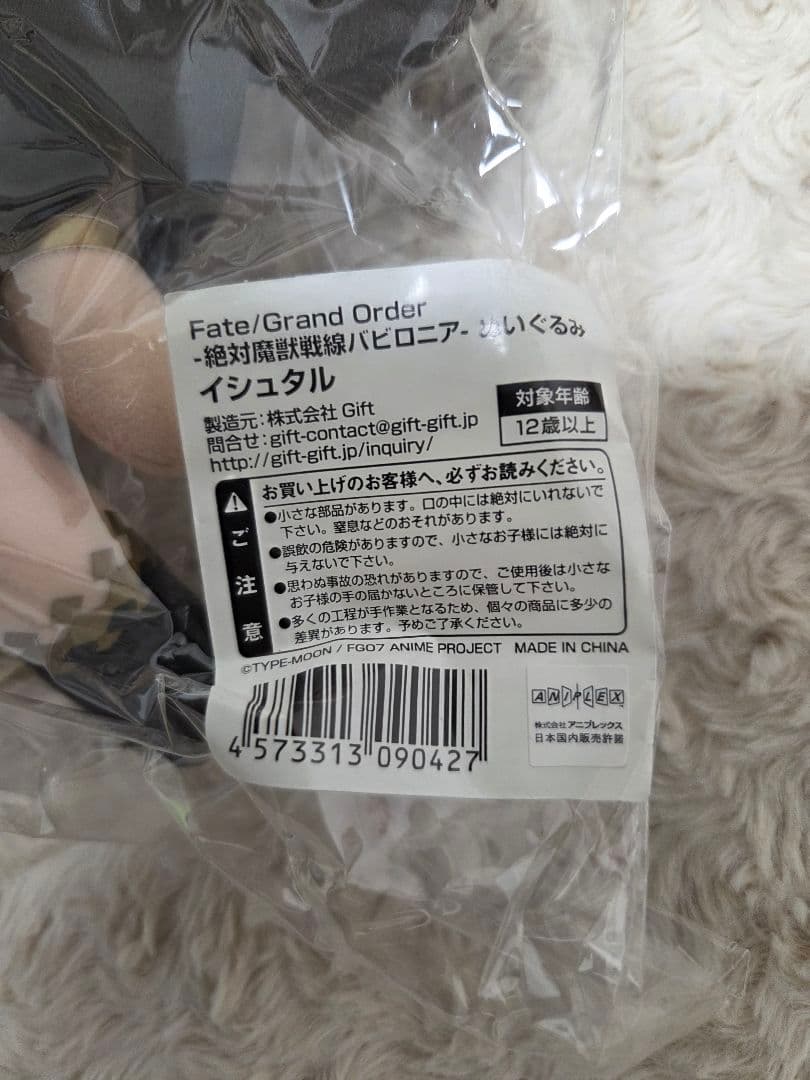 Fate/Grand Order
-絶対魔獣戦線バビロニア- ぬいぐるみ
イシュタル
製造元:株式会社 Gift
問合せ:gift-contact@gift-gift.jp
http://gift-gift.jp/inquiry/
対象年齢
12歳以上
ご注意
お買い上げのお客様へ、必ずお読みください。
●小さな部品があります。口の中には絶対にいれないで
下さい。窒息などのおそれがあります。
●誤飲の危険がありますので、小さなお子様には絶対に
与えないで下さい。
●思わぬ事故の恐れがありますので、ご使用後は小さな
お子様の手の届かないところに保管して下さい。
●多くの工程が手作業となるため、個々の商品に多少の
差異があります。予めご了承ください。
©TYPE-MOON / FGO7 ANIME PROJECT MADE IN CHINA
4 573313 090427
ANIPLEX
株式会社 アニプレックス
日本国内販売許諾